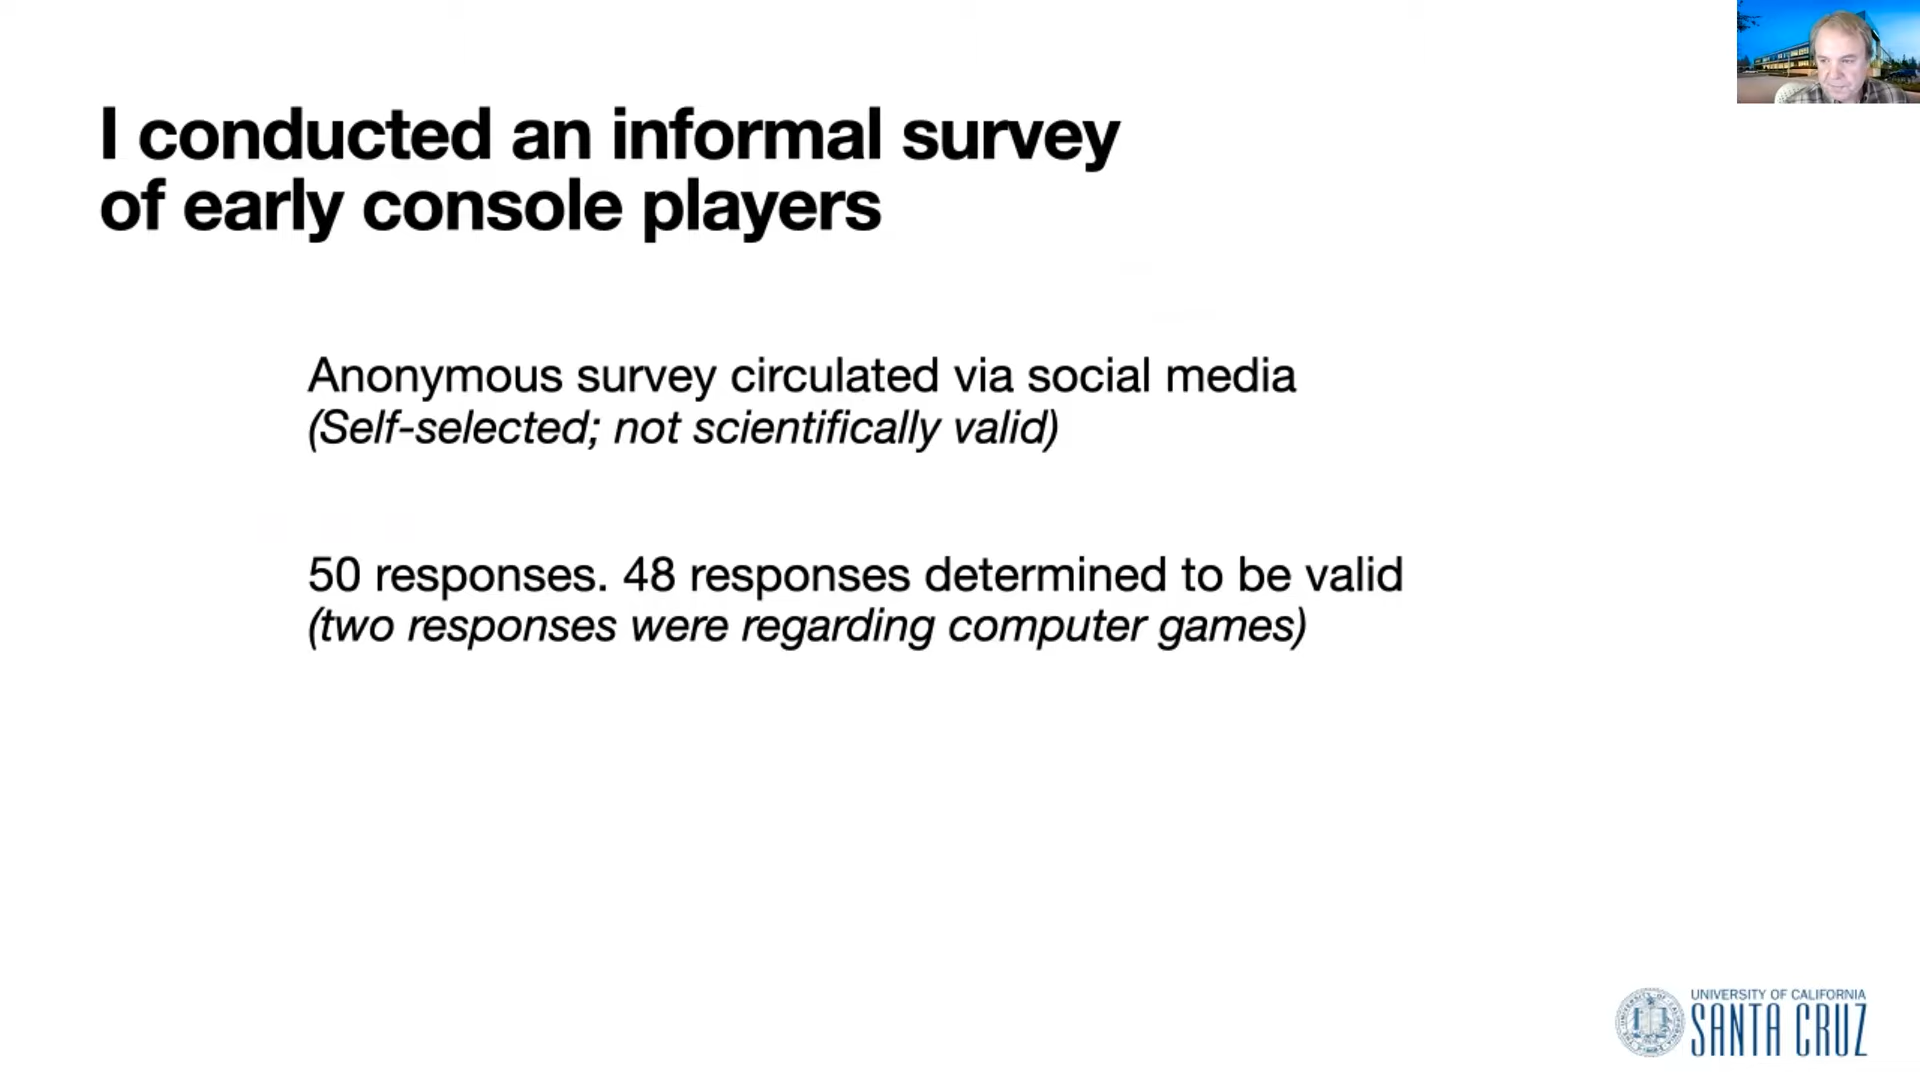 I conducted an informal survey
of early console players
Anonymous survey circulated via social media
(Self-selected; not scientifically valid)
50 responses. 48 responses determined to be valid
(two responses were regarding computer games)
UNIVERSITY OF CALIFORNIA
SANTA CRUZ